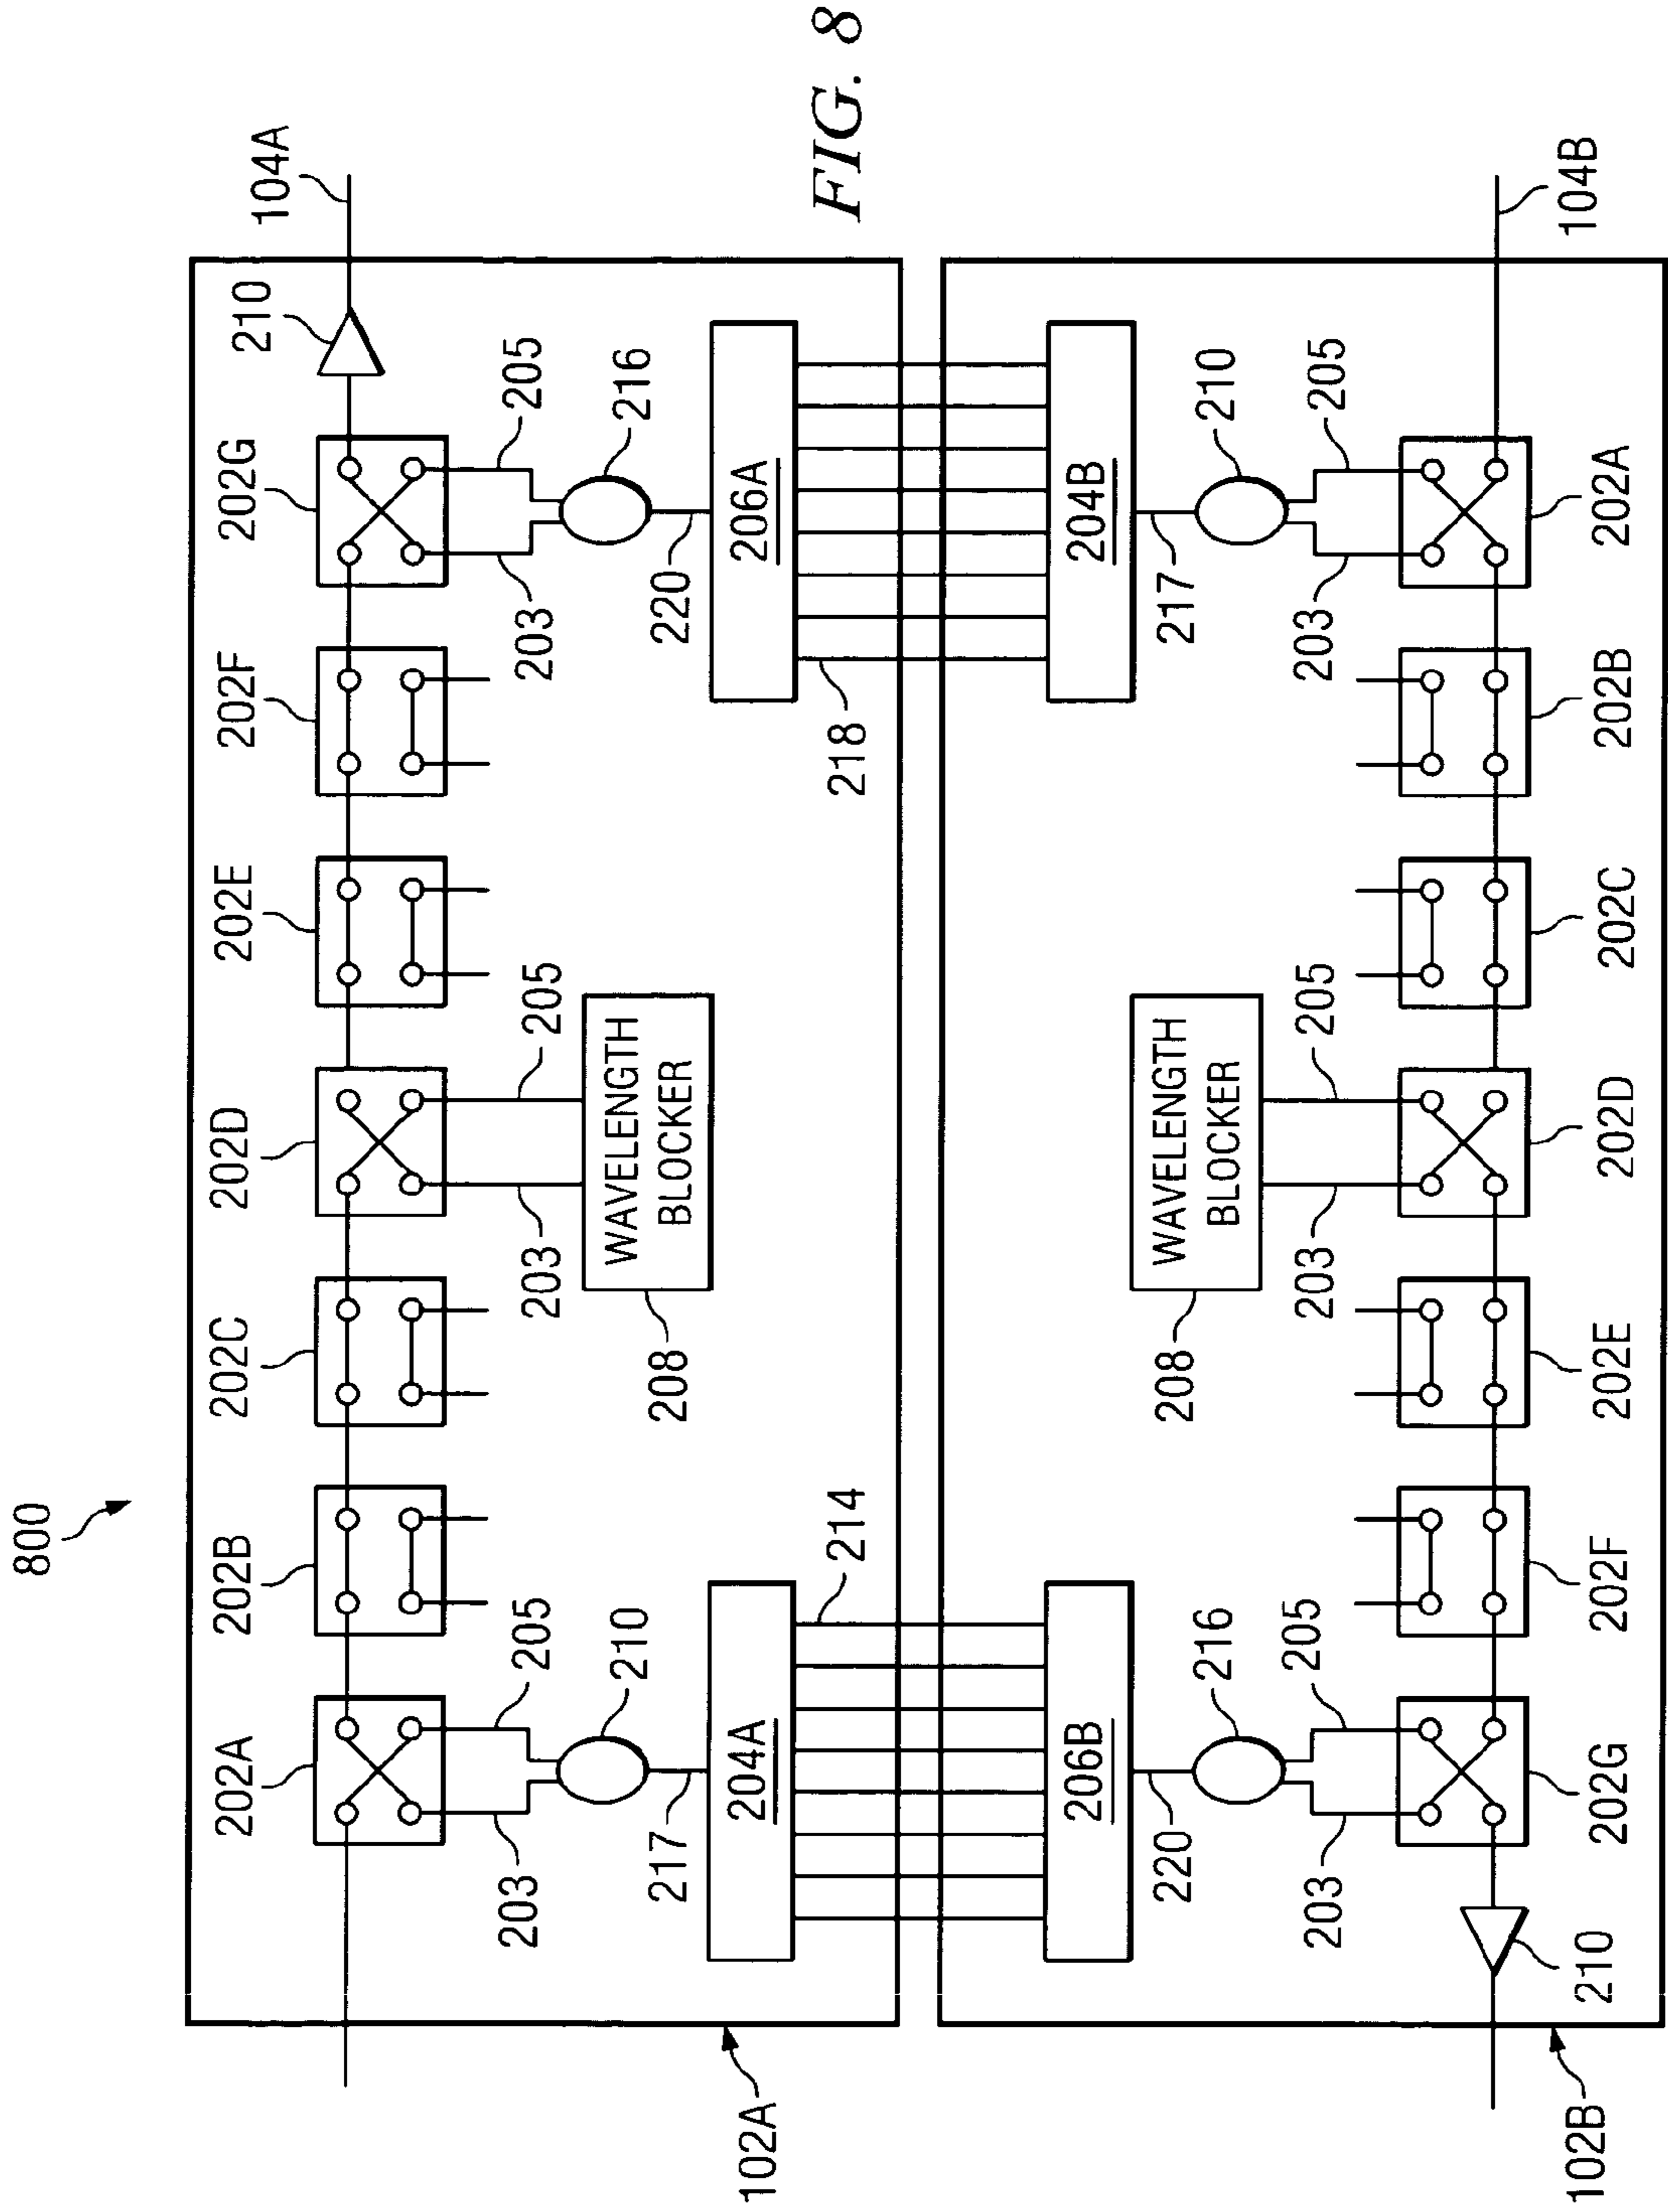 800
104A
210
202A
202B
202C
202D
202E
202F
202G
203
205
203
205
203
205
210
216
217
220
204A
206A
WAVELENGTH
BLOCKER
208
214
218
102A
FIG. 8
206B
204B
WAVELENGTH
BLOCKER
208
220
217
216
210
203
205
203
205
203
205
202G
202F
202E
202D
202C
202B
202A
210
104B
102B